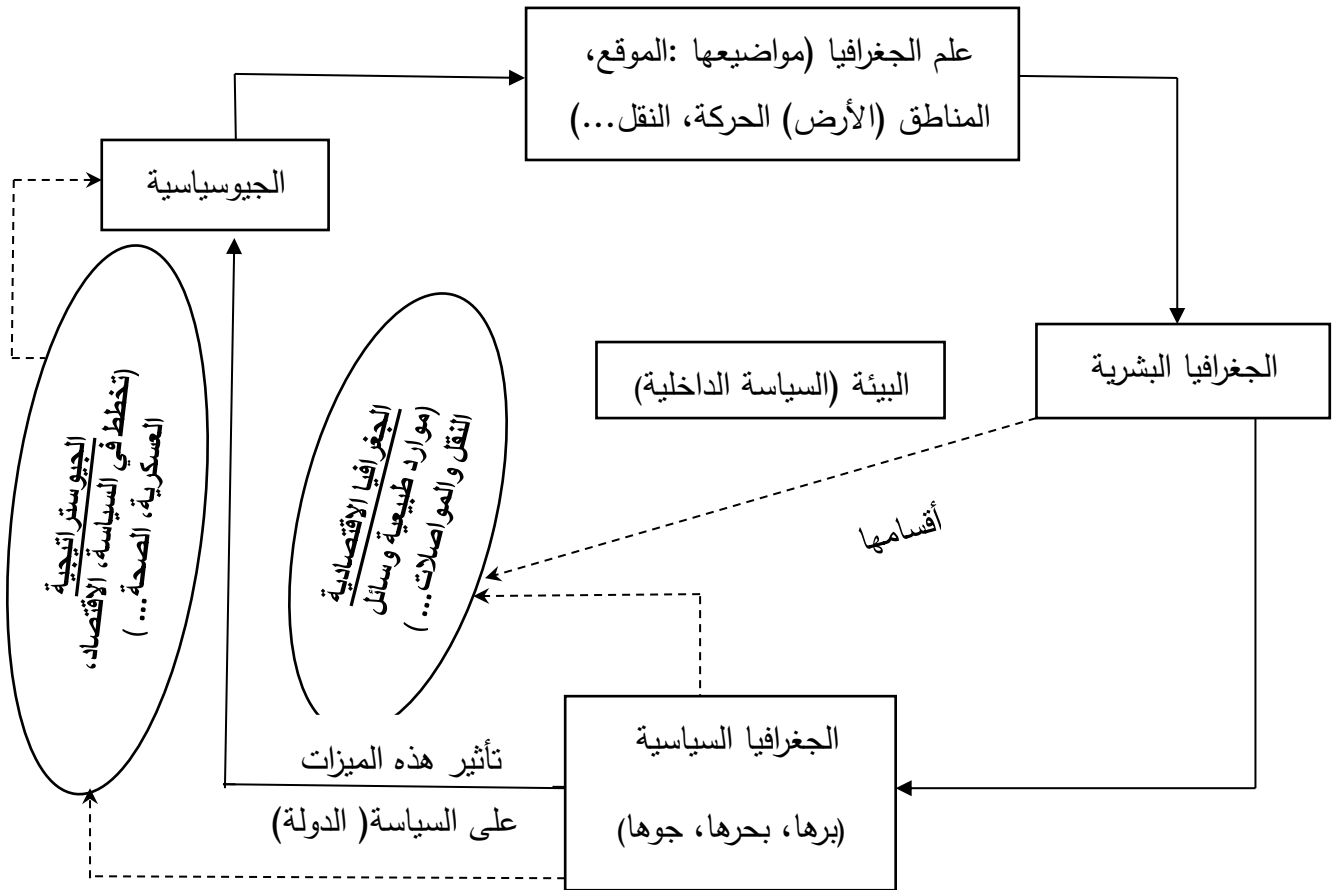 علم الجغرافيا (مواضيعها :الموقع،
المناطق (الأرض) الحركة، النقل...)
الجيوسياسية
الجغرافيا البشرية
البيئة (السياسة الداخلية)
الجيوستراتيجية
(تخطط في السياسة، الاقتصاد،
العسكرية، الصحة...)
الجغرافيا الاقتصادية
(موارد طبيعية وسائل
النقل والمواصلات...)
أقسامها
الجغرافيا السياسية
(برها، بحرها، جوها)
تأثير هذه الميزات
على السياسة( الدولة)